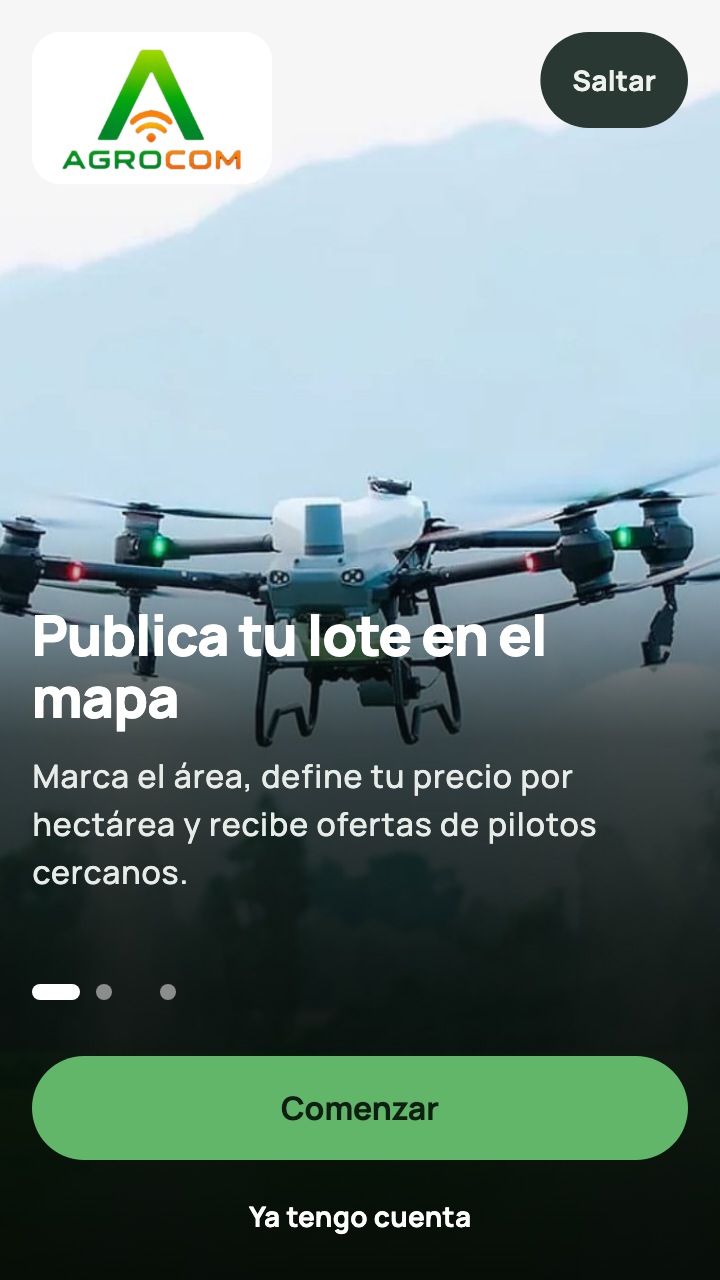 AGROCOM
Saltar
Publica tu lote en el
mapa
Marca el área, define tu precio por
hectárea y recibe ofertas de pilotos
cercanos.
Comenzar
Ya tengo cuenta